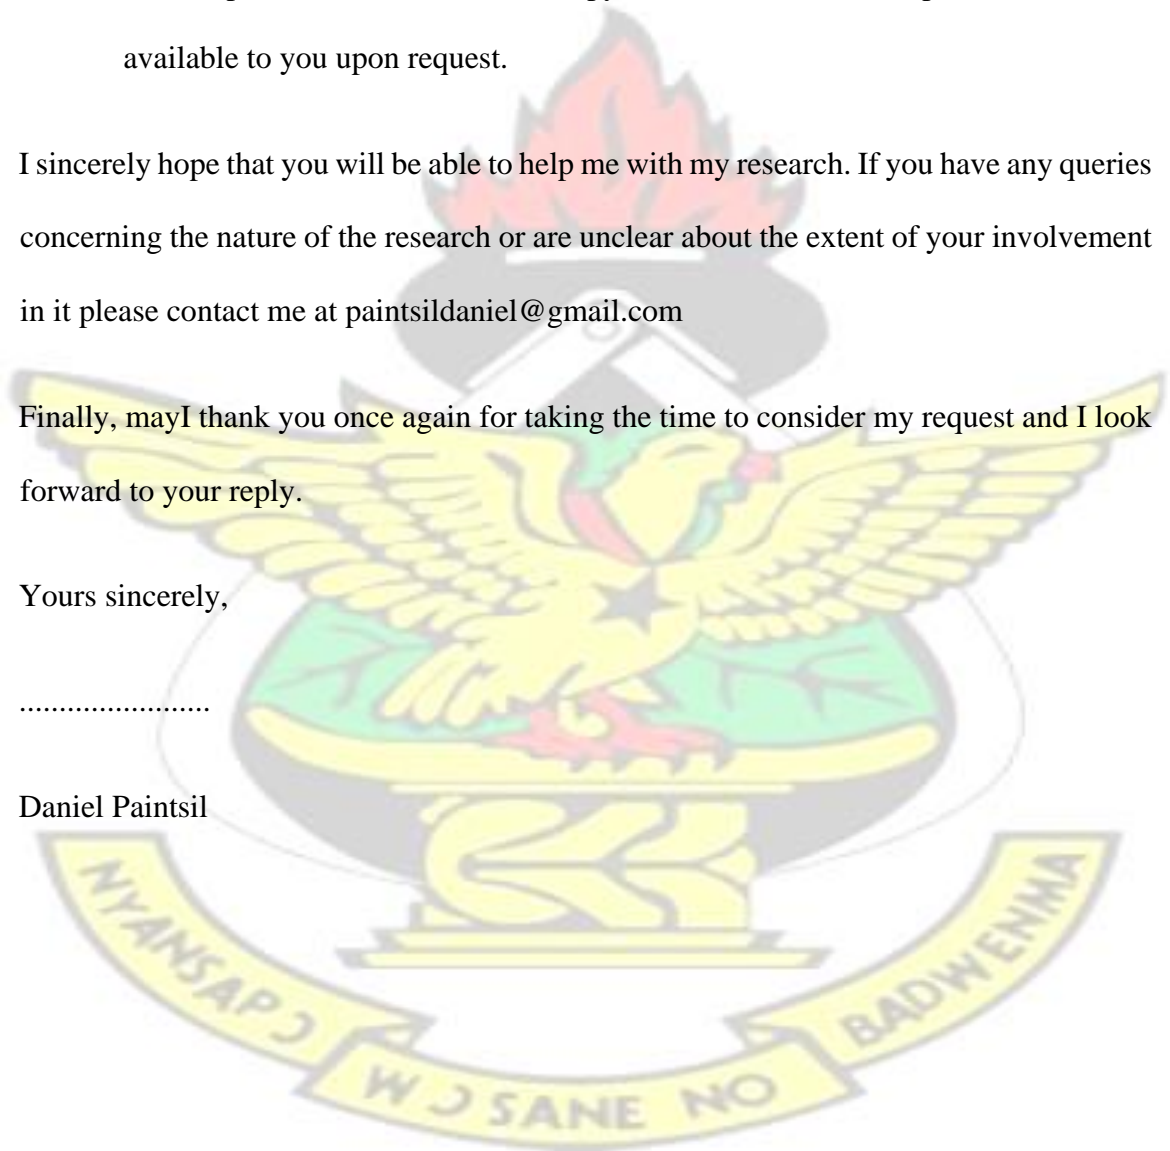 available to you upon request.
I sincerely hope that you will be able to help me with my research. If you have any queries
concerning the nature of the research or are unclear about the extent of your involvement
in it please contact me at paintsildaniel@gmail.com
Finally, mayI thank you once again for taking the time to consider my request and I look
forward to your reply.
Yours sincerely,
........................
Daniel Paintsil
NYANSAPƆ
WƆ SANE NO
BADWENMA